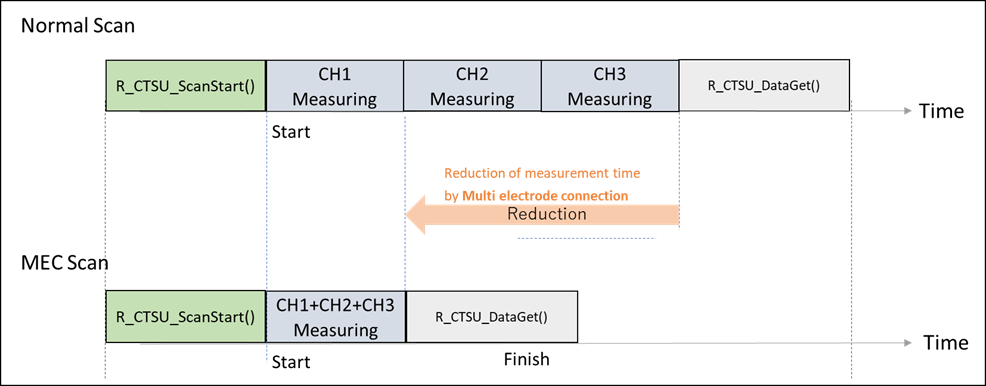 Normal Scan
R_CTSU_ScanStart()
CH1
Measuring
CH2
Measuring
CH3
Measuring
R_CTSU_DataGet()
Time
Start
Reduction of measurement time
by Multi electrode connection
Reduction
MEC Scan
R_CTSU_ScanStart()
CH1+CH2+CH3
Measuring
R_CTSU_DataGet()
Time
Start
Finish